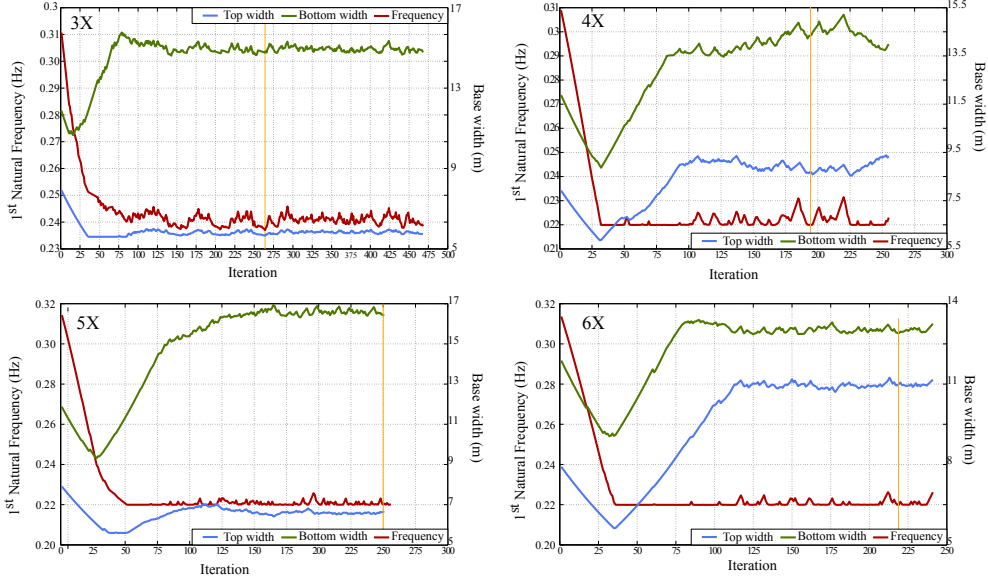 3X
Top width
Bottom width
Frequency
0.3
0.31
0.30
0.28
0.27
0.26
0.25
0.24
0.23
1st Natural Frequency (Hz)
17
13
9
5
Base width (m)
0 25 50 75 100 125 150 175 200 225 250 275 300 325 350 375 400 425 450 475 500
Iteration
4X
0.31
0.30
0.29
0.28
0.26
0.25
0.24
0.23
0.22
0.21
1st Natural Frequency (Hz)
15.5
13.5
11.5
9.5
7.5
5.5
Base width (m)
Top width
Bottom width
Frequency
0 25 50 75 100 125 150 175 200 225 250 275 300
Iteration
5X
0.32
0.30
0.28
0.26
0.24
0.22
0.20
1st Natural Frequency (Hz)
17
15
13
11
9
7
5
Base width (m)
Top width
Bottom width
Frequency
0 25 50 75 100 125 150 175 200 225 250 275 300
Iteration
6X
0.32
0.30
0.28
0.26
0.24
0.22
0.20
1st Natural Frequency (Hz)
14
11
8
5
Base width (m)
Top width
Bottom width
Frequency
0 25 50 75 100 125 150 175 200 213 225 250
Iteration